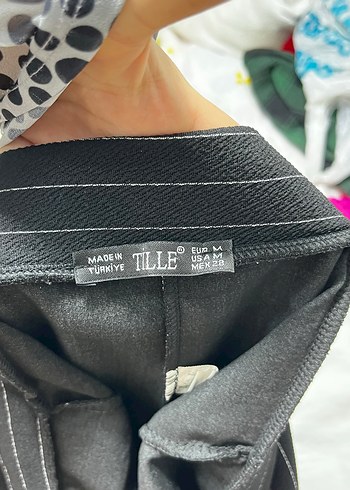 MADE IN
TÜRKİYE
TILLE®
EUR M
USA M
MEX 28